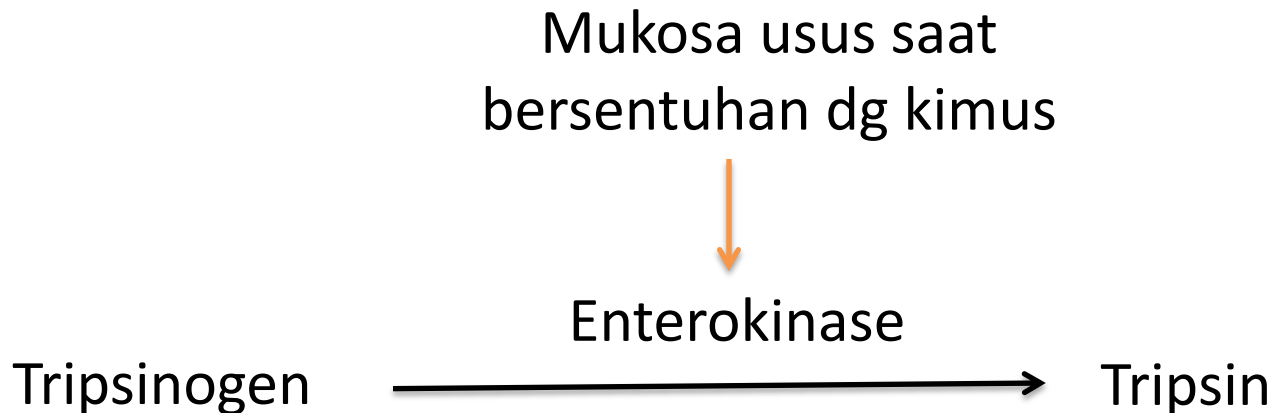 Mukosa usus saat
bersentuhan dg kimus
Enterokinase
Tripsinogen
Tripsin